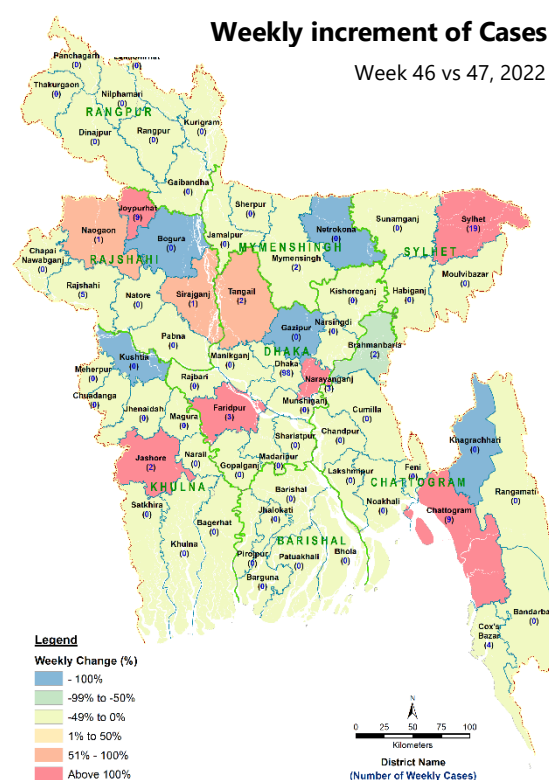 Weekly increment of Cases
Week 46 vs 47, 2022
Panchagarh
(0)
(0)
Thakurgaon
(0)
Nilphamari
(0)
Kurigram
(0)
RANGPUR
Dinajpur
(0)
Rangpur
(0)
Gaibandha
(0)
Sherpur
(0)
Joypurhat
(9)
Naogaon
(1)
Bogura
(0)
Jamalpur
(0)
Netrokona
(0)
Sunamganj
(0)
Sylhet
(19)
MYMENSINGH
Mymensingh
(2)
SYLHET
Chapai
Nawabganj
(0)
RAJSHAHI
Rajshahi
(5)
Natore
(0)
Sirajganj
(1)
Tangail
(2)
Kishoreganj
(0)
Habiganj
(0)
Moulvibazar
(0)
Pabna
(0)
Gazipur
(0)
Narsingdi
(0)
Brahmanbaria
(2)
Kushtia
(0)
Manikganj
(0)
DHAKA
Dhaka
(98)
Narayanganj
(3)
Meherpur
(0)
Rajbari
(0)
Chuadanga
(0)
Munshiganj
(0)
Jhenaidah
(0)
Magura
(0)
Faridpur
(3)
Cumilla
(0)
Khagrachhari
(0)
Shariatpur
(0)
Chandpur
(0)
Jashore
(2)
Narail
(0)
Gopalganj
(0)
Madaripur
(0)
Lakshmipur
(0)
Feni
(0)
KHULNA
CHATTOGRAM
Rangamati
(0)
Satkhira
(0)
Barishal
(0)
Noakhali
(0)
Chattogram
(9)
Khulna
(0)
Bagerhat
(0)
Jhalokati
(0)
BARISHAL
Pirojpur
(0)
Patuakhali
(0)
Bhola
(0)
Barguna
(0)
Bandarba
(0)
Cox's
Bazar
(4)
Legend
Weekly Change (%)
- 100%
-99% to -50%
-49% to 0%
1% to 50%
51% - 100%
Above 100%
N
0 25 50 75 100
Kilometers
District Name
(Number of Weekly Cases)